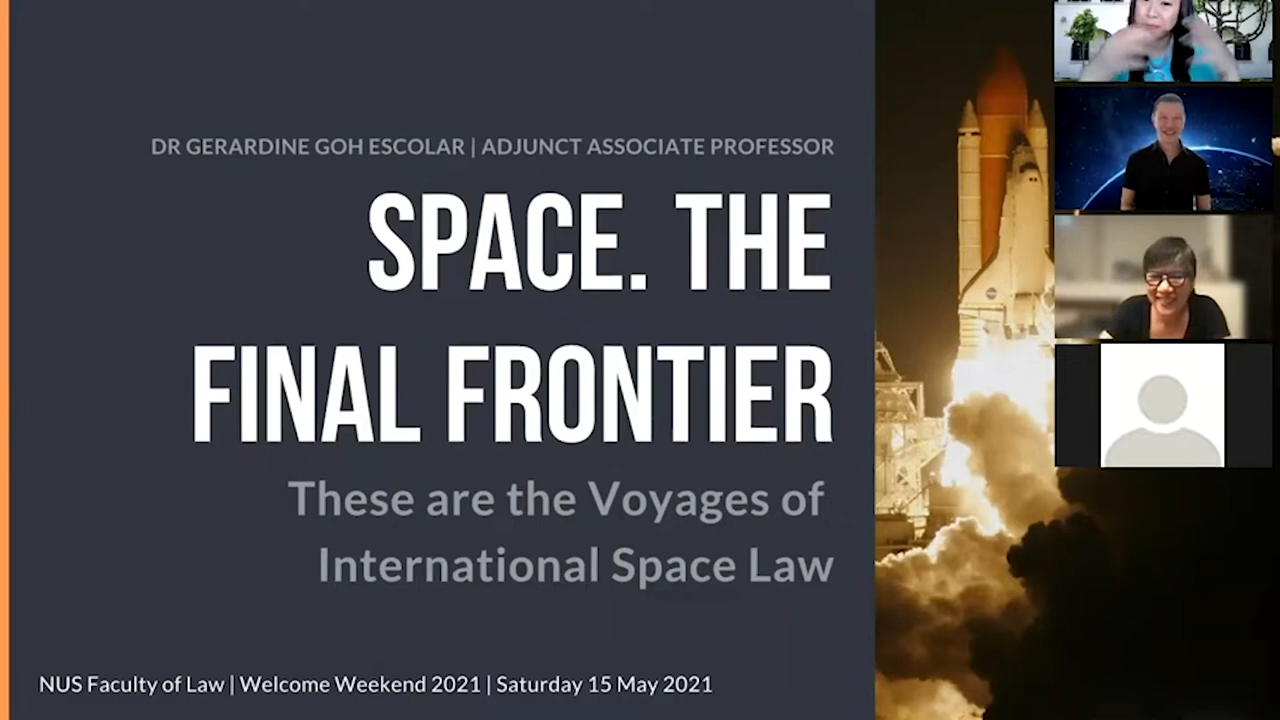 DR GERARDINE GOH ESCOLAR | ADJUNCT ASSOCIATE PROFESSOR
SPACE. THE
FINAL FRONTIER
These are the Voyages of
International Space Law
NUS Faculty of Law | Welcome Weekend 2021 | Saturday 15 May 2021